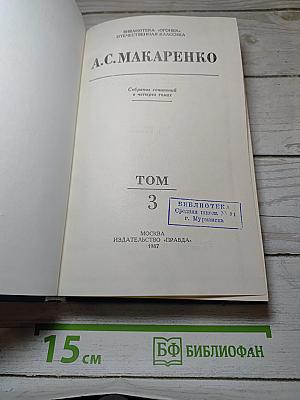 БИБЛИОТЕКА «ОГОНЕК»
ОТЕЧЕСТВЕННАЯ КЛАССИКА
А.С.МАКАРЕНКО
Собрание сочинений
в четырех томах
ТОМ
3
БИБЛИОТЕКА
Средняя школа № 31
г. Мурманска
МОСКВА
ИЗДАТЕЛЬСТВО «ПРАВДА»
1987
15 см
БФ БИБЛИОФАН